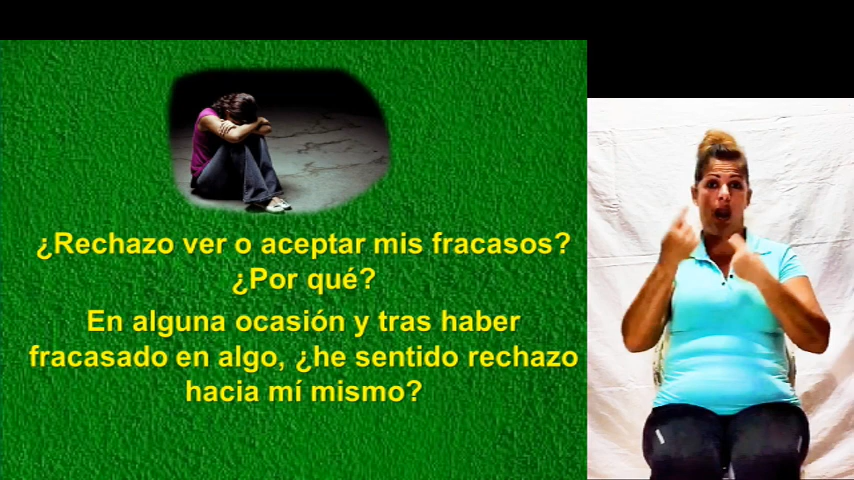 ¿Rechazo ver o aceptar mis fracasos?
¿Por qué?
En alguna ocasión y tras haber
fracasado en algo, ¿he sentido rechazo
hacia mí mismo?